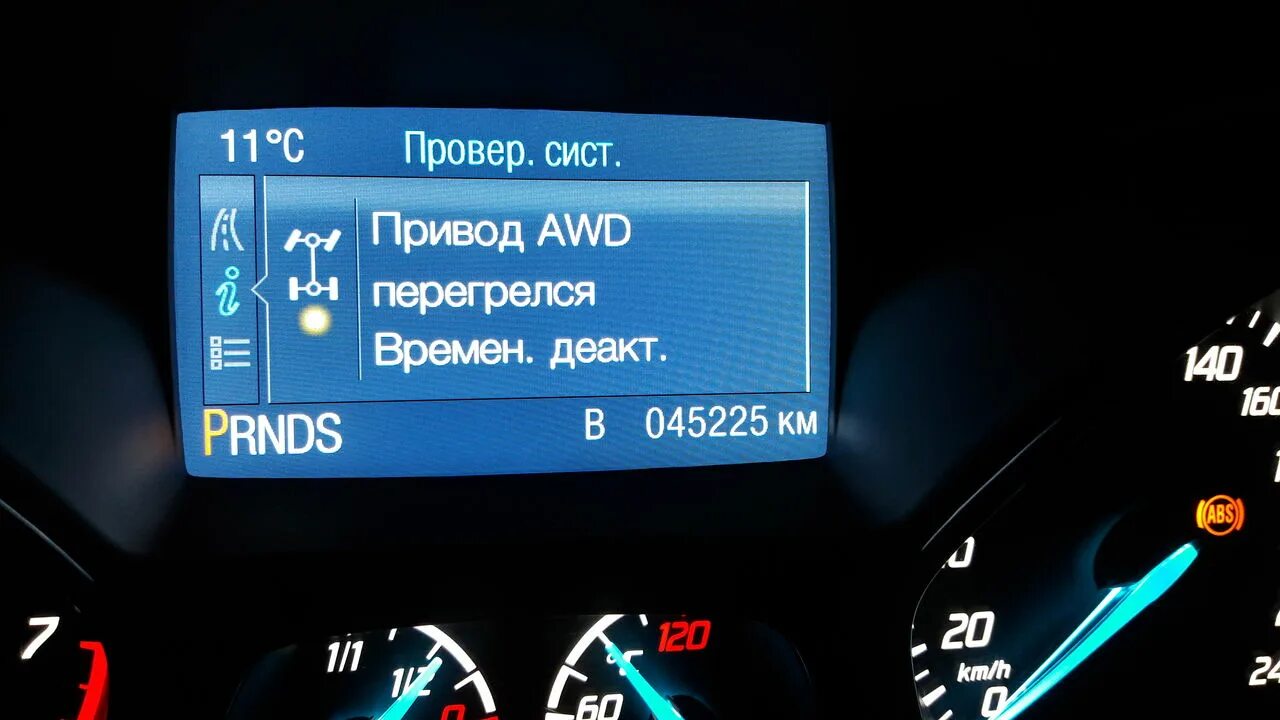 11°C
Провер. сист.
Привод AWD
перегрелся
Времен. деакт.
PRNDS
B 045225 км
140
160
ABS
20
km/h
0
7
1/1
1/2
0
120
°C
60